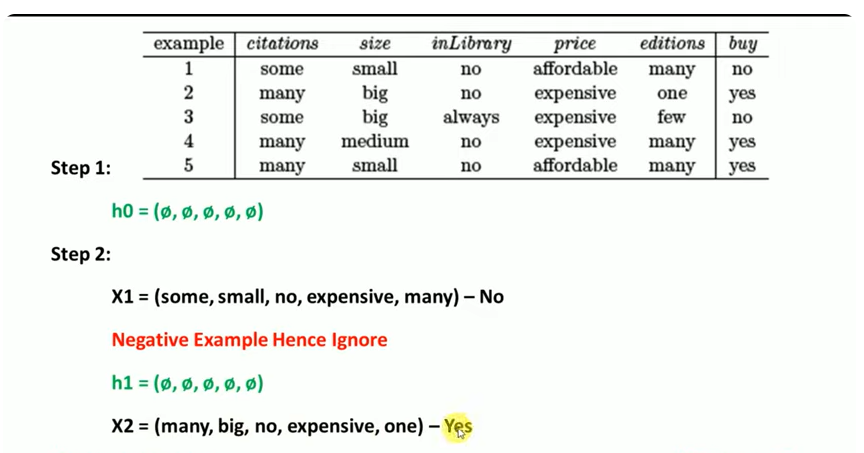 example citations size inLibrary price editions buy
1 some small no affordable many no
2 many big no expensive one yes
3 some big always expensive few no
4 many medium no expensive many yes
5 many small no affordable many yes
Step 1:
h0 = (ø, ø, ø, ø, ø)
Step 2:
X1 = (some, small, no, expensive, many) – No
Negative Example Hence Ignore
h1 = (ø, ø, ø, ø, ø)
X2 = (many, big, no, expensive, one) – Yes